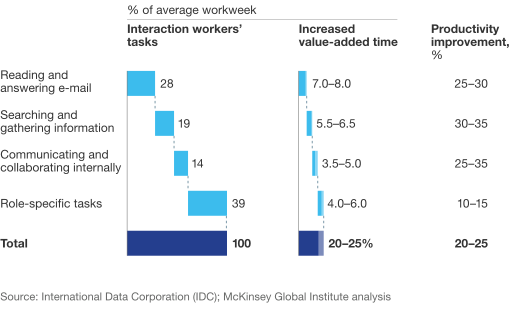 % of average workweek
Interaction workers’ tasks
Increased value-added time
Productivity improvement, %
Reading and answering e-mail
28
7.0–8.0
25–30
Searching and gathering information
19
5.5–6.5
30–35
Communicating and collaborating internally
14
3.5–5.0
25–35
Role-specific tasks
39
4.0–6.0
10–15
Total
100
20–25%
20–25
Source: International Data Corporation (IDC); McKinsey Global Institute analysis